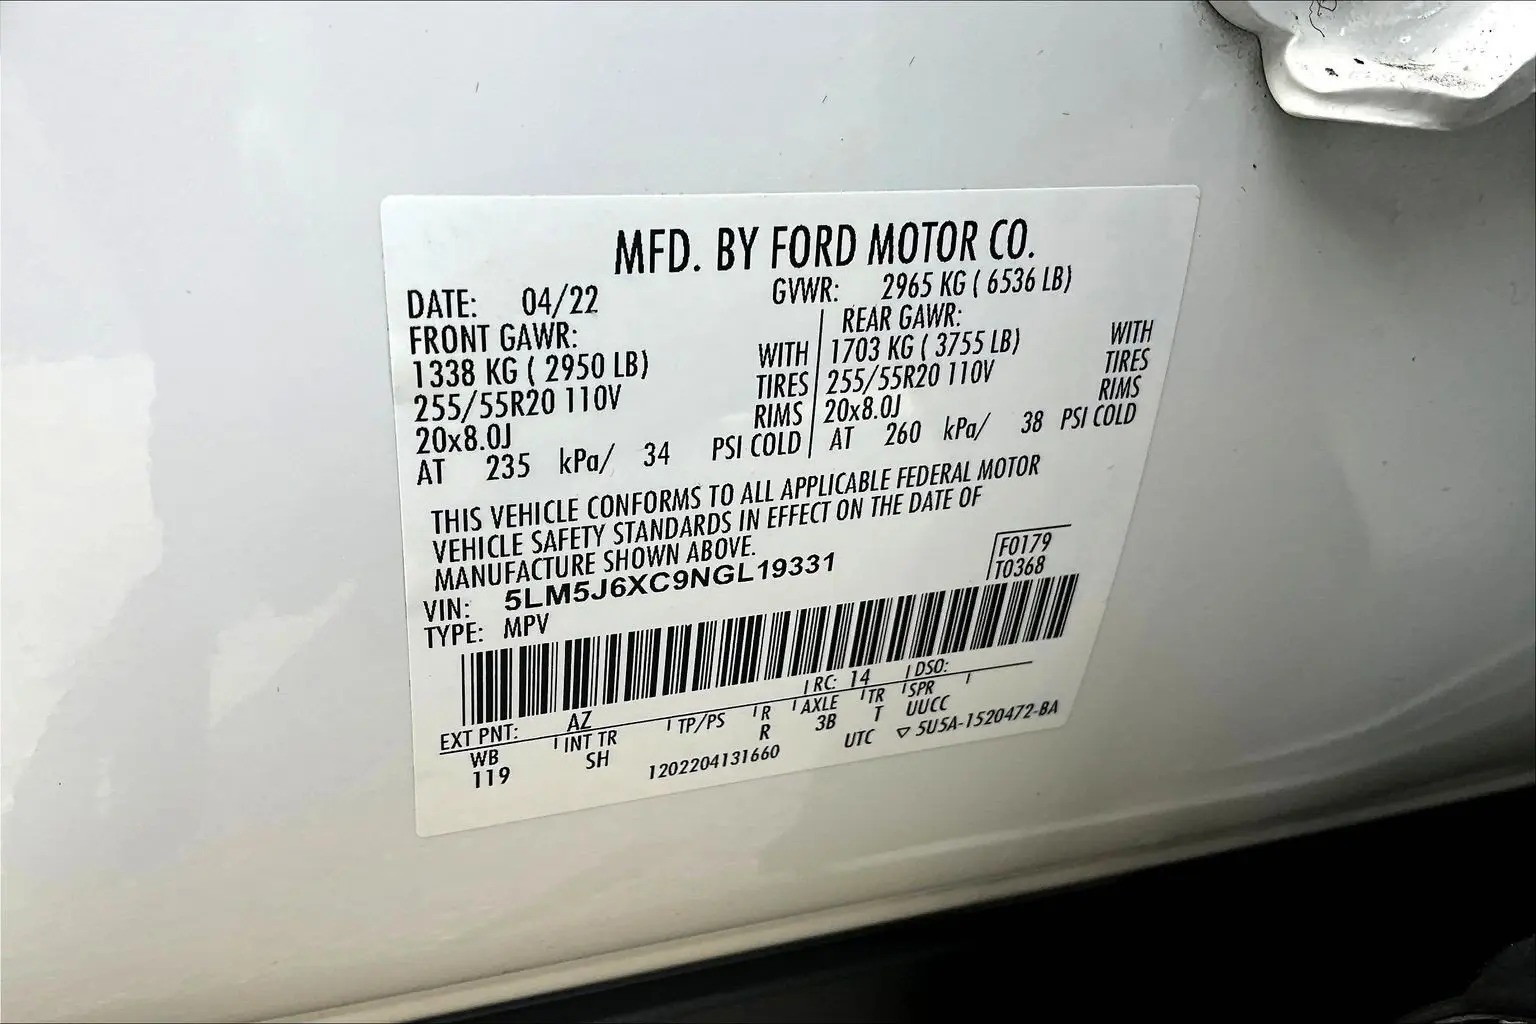 MFD. BY FORD MOTOR CO.
DATE: 04/22 GVWR: 2965 KG ( 6536 LB)
FRONT GAWR: REAR GAWR:
1338 KG ( 2950 LB) WITH 1703 KG ( 3755 LB) WITH
255/55R20 110V TIRES 255/55R20 110V TIRES
20x8.0J RIMS 20x8.0J RIMS
AT 235 kPa/ 34 PSI COLD AT 260 kPa/ 38 PSI COLD
THIS VEHICLE CONFORMS TO ALL APPLICABLE FEDERAL MOTOR
VEHICLE SAFETY STANDARDS IN EFFECT ON THE DATE OF
MANUFACTURE SHOWN ABOVE.
F0179
VIN: 5LM5J6XC9NGL19331
T0368
TYPE: MPV
EXT PNT: AZ RC: 14 DSO:
WB INT TR TP/PS R AXLE TR SPR
119 SH R 3B T UUCC
1202204131660 UTC ▽ 5U5A-1520472-BA